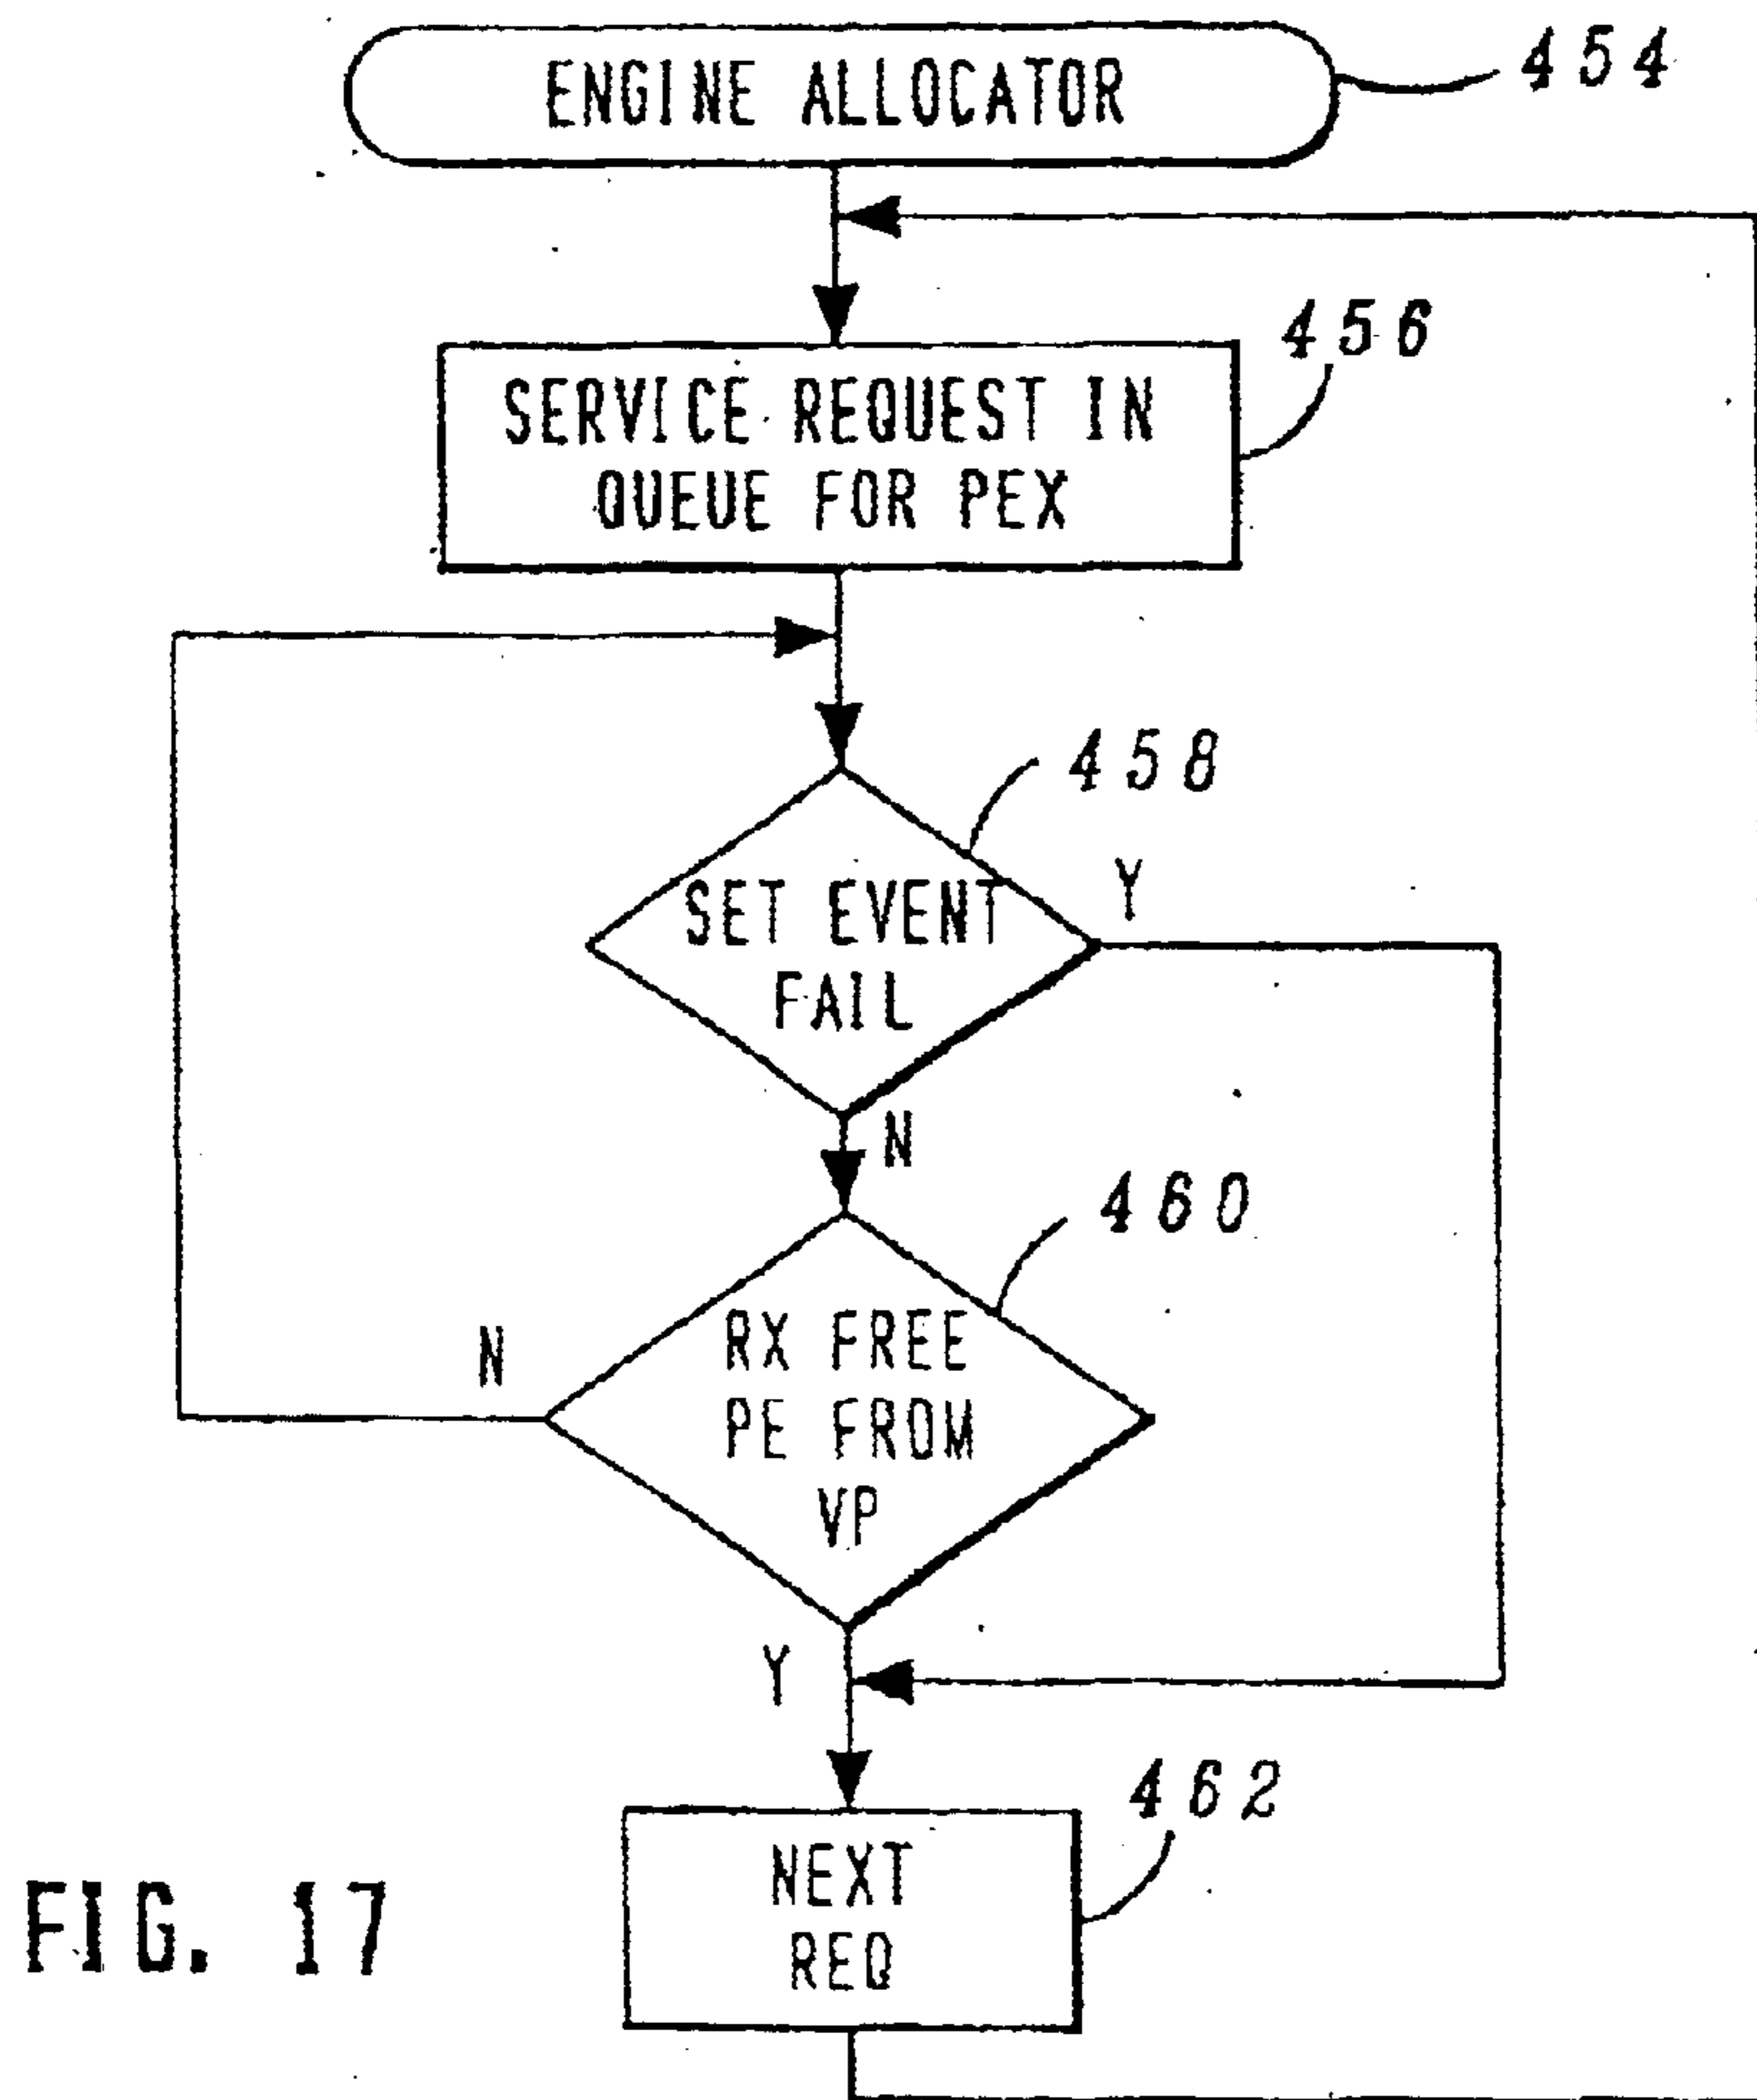 ENGINE ALLOCATOR
454
SERVICE REQUEST IN
QUEUE FOR PEX
456
458
SET EVENT
FAIL
Y
N
460
RX FREE
PE FROM
VP
N
Y
462
NEXT
REQ
FIG. 17